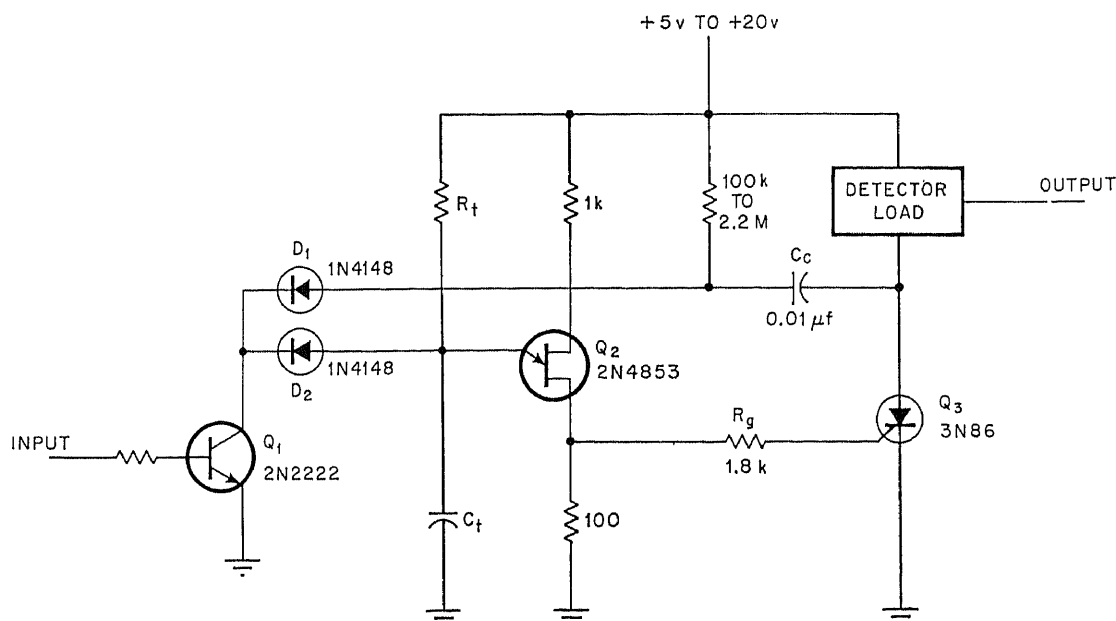 +5v TO +20v
Rt
1k
100k
TO
2.2 M
DETECTOR
LOAD
OUTPUT
D1
1N4148
Cc
0.01 µf
Q2
2N4853
1N4148
D2
Q3
3N86
INPUT
Q1
2N2222
Rg
1.8 k
Ct
100